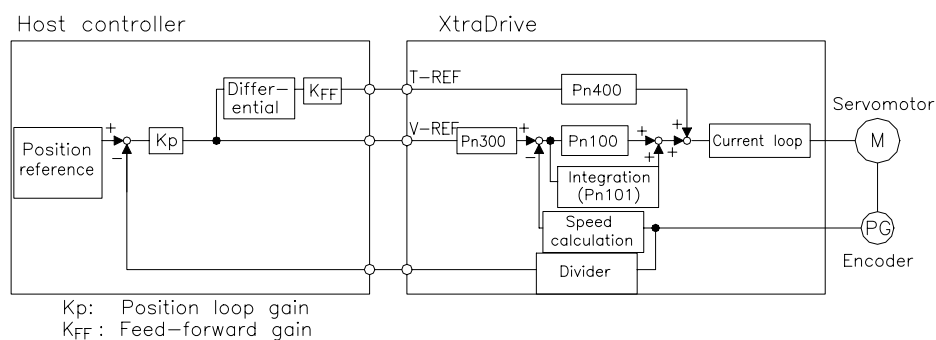 Host controller
XtraDrive
Position
reference
+
−
Kp
Differ-
ential
KFF
T-REF
V-REF
Pn400
Pn300
+
−
Pn100
Integration
(Pn101)
+
+
+
+
Current loop
Servomotor
M
Speed
calculation
Divider
PG
Encoder
Kp: Position loop gain
KFF : Feed-forward gain